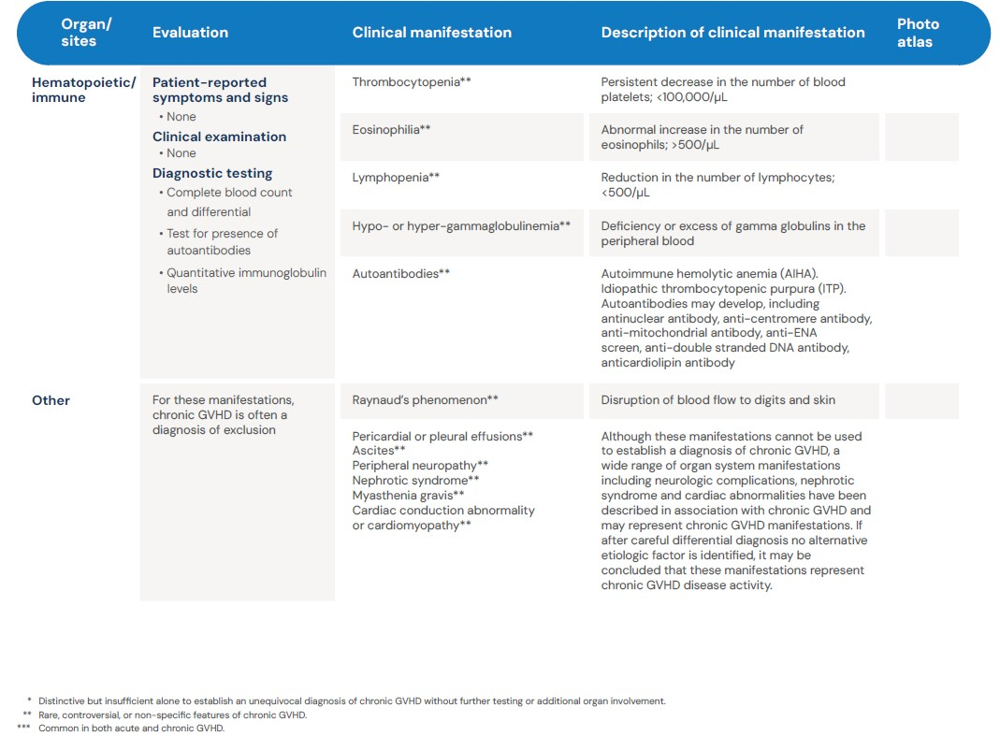 Organ/
sites
Evaluation
Clinical manifestation
Description of clinical manifestation
Photo
atlas
Hematopoietic/
immune
Patient-reported
symptoms and signs
• None
Clinical examination
• None
Diagnostic testing
• Complete blood count
and differential
• Test for presence of
autoantibodies
• Quantitative immunoglobulin
levels
Thrombocytopenia**
Persistent decrease in the number of blood
platelets; <100,000/µL
Eosinophilia**
Abnormal increase in the number of
eosinophils; >500/µL
Lymphopenia**
Reduction in the number of lymphocytes;
<500/µL
Hypo- or hyper-gammaglobulinemia**
Deficiency or excess of gamma globulins in the
peripheral blood
Autoantibodies**
Autoimmune hemolytic anemia (AIHA).
Idiopathic thrombocytopenic purpura (ITP).
Autoantibodies may develop, including
antinuclear antibody, anti-centromere antibody,
anti-mitochondrial antibody, anti-ENA
screen, anti-double stranded DNA antibody,
anticardiolipin antibody
Other
For these manifestations,
chronic GVHD is often a
diagnosis of exclusion
Raynaud's phenomenon**
Disruption of blood flow to digits and skin
Pericardial or pleural effusions**
Ascites**
Peripheral neuropathy**
Nephrotic syndrome**
Myasthenia gravis**
Cardiac conduction abnormality
or cardiomyopathy**
Although these manifestations cannot be used
to establish a diagnosis of chronic GVHD, a
wide range of organ system manifestations
including neurologic complications, nephrotic
syndrome and cardiac abnormalities have been
described in association with chronic GVHD and
may represent chronic GVHD manifestations. If
after careful differential diagnosis no alternative
etiologic factor is identified, it may be
concluded that these manifestations represent
chronic GVHD disease activity.
* Distinctive but insufficient alone to establish an unequivocal diagnosis of chronic GVHD without further testing or additional organ involvement.
** Rare, controversial, or non-specific features of chronic GVHD.
*** Common in both acute and chronic GVHD.